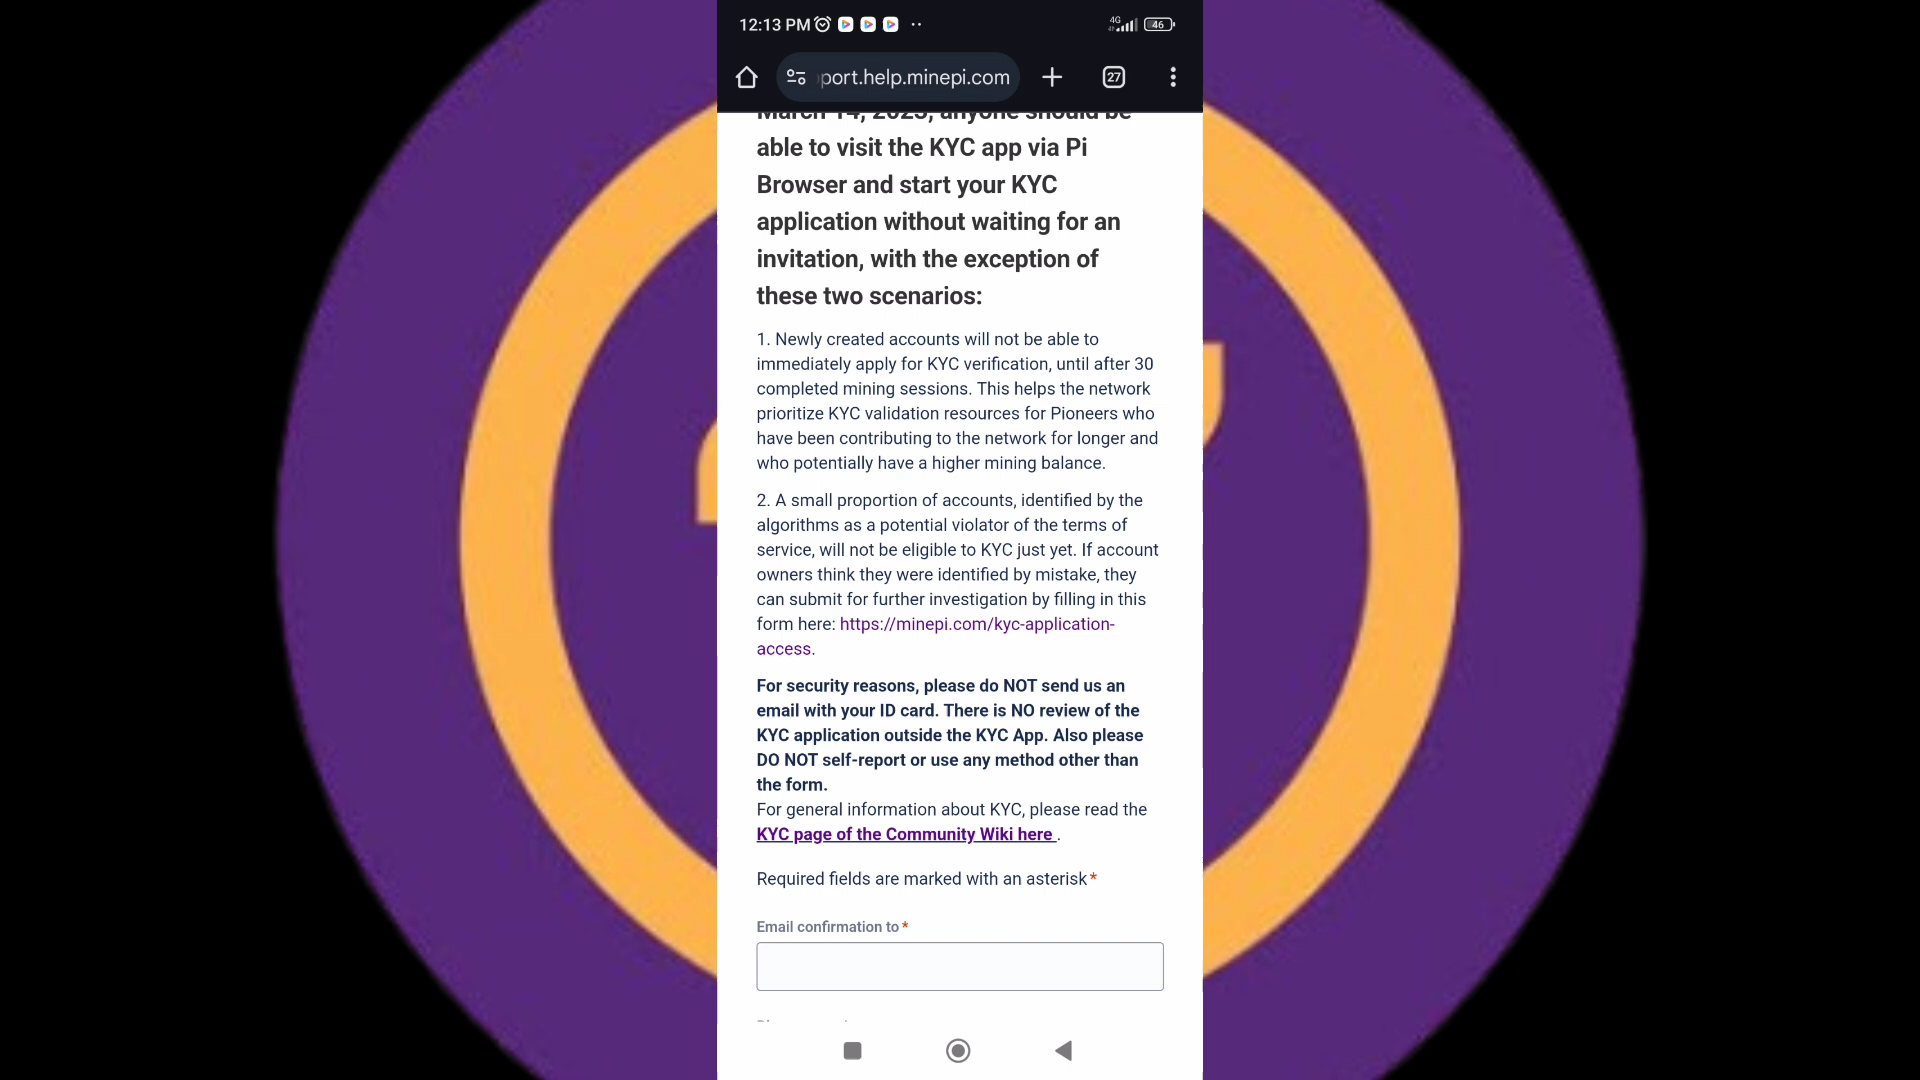 12:13 PM
4G
46
port.help.minepi.com
27
March 14, 2023, anyone should be
able to visit the KYC app via Pi
Browser and start your KYC
application without waiting for an
invitation, with the exception of
these two scenarios:
1. Newly created accounts will not be able to
immediately apply for KYC verification, until after 30
completed mining sessions. This helps the network
prioritize KYC validation resources for Pioneers who
have been contributing to the network for longer and
who potentially have a higher mining balance.
2. A small proportion of accounts, identified by the
algorithms as a potential violator of the terms of
service, will not be eligible to KYC just yet. If account
owners think they were identified by mistake, they
can submit for further investigation by filling in this
form here: https://minepi.com/kyc-application-
access.
For security reasons, please do NOT send us an
email with your ID card. There is NO review of the
KYC application outside the KYC App. Also please
DO NOT self-report or use any method other than
the form.
For general information about KYC, please read the
KYC page of the Community Wiki here .
Required fields are marked with an asterisk*
Email confirmation to *